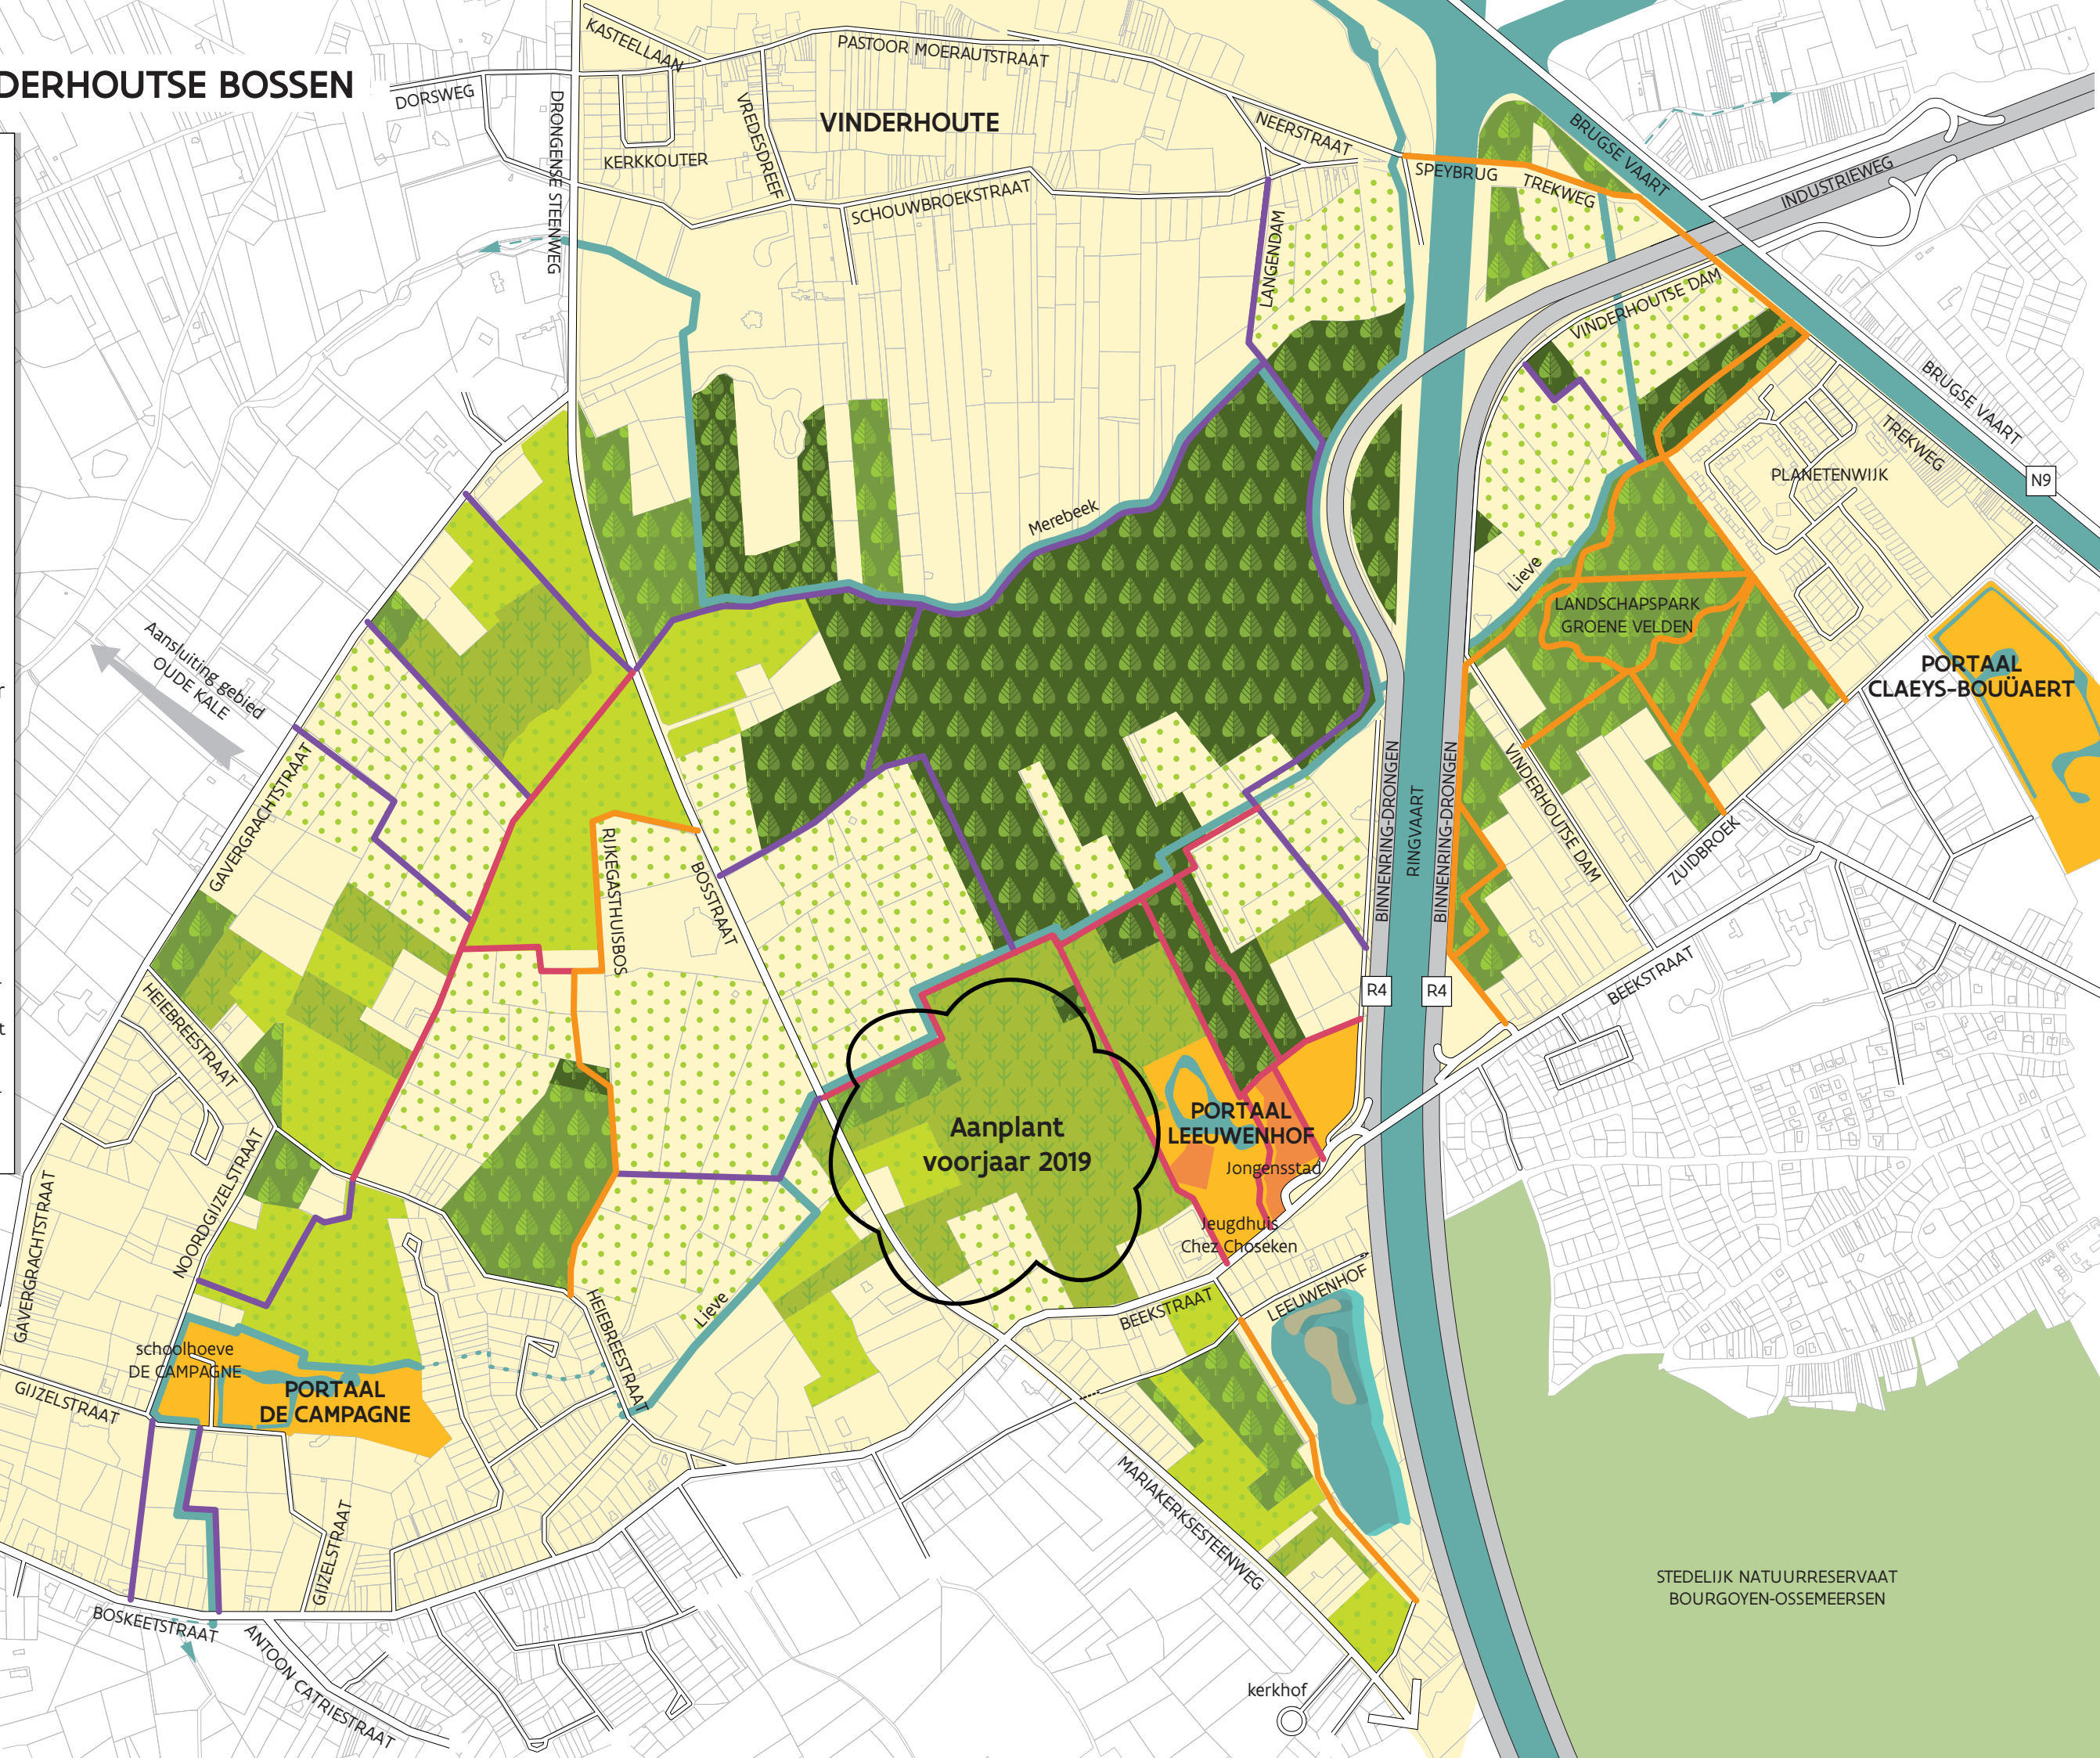 DERHOUTSE BOSSEN
KASTEELLAAN
PASTOOR MOERAUTSTRAAT
DORSWEG
DRONGENSE STEENWEG
VREDESDREEF
VINDERHOUTE
KERKKOUTER
SCHOUWBROEKSTRAAT
NEERSTRAAT
SPEYBRUG
TREKWEG
BRUGSE VAART
INDUSTRIEWEG
LANGENDAM
VINDERHOUTSE DAM
BRUGSE VAART
TREKWEG
PLANETENWIJK
N9
Merebeek
Lieve
LANDSCHAPSPARK
GROENE VELDEN
PORTAAL
CLAEYS-BOUÜAERT
Aansluiting gebied
OUDE KALE
GAVERGRACHTSTRAAT
RIJKEGASTHUISBOS
BOSSTRAAT
BINNENRING-DRONGEN
RINGVAART
BINNENRING-DRONGEN
VINDERHOUTSE DAM
ZUIDBROEK
BEEKSTRAAT
R4
R4
HEIEBREESTRAAT
NOORDGIJZELSTRAAT
Aanplant
voorjaar 2019
PORTAAL
LEEUWENHOF
Jongensstad
Jeugdhuis
Chez Choseken
GAVERGRACHTSTRAAT
HEIEBREESTRAAT
Lieve
BEEKSTRAAT
LEEUWENHOF
schoolhoeve
DE CAMPAGNE
PORTAAL
DE CAMPAGNE
GIJZELSTRAAT
GIJZELSTRAAT
MARIAKERKSESTEENWEG
BOSKEETSTRAAT
ANTOON CATRIESTRAAT
STEDELIJK NATUURRESERVAAT
BOURGOYEN-OSSEMEERSEN
kerkhof